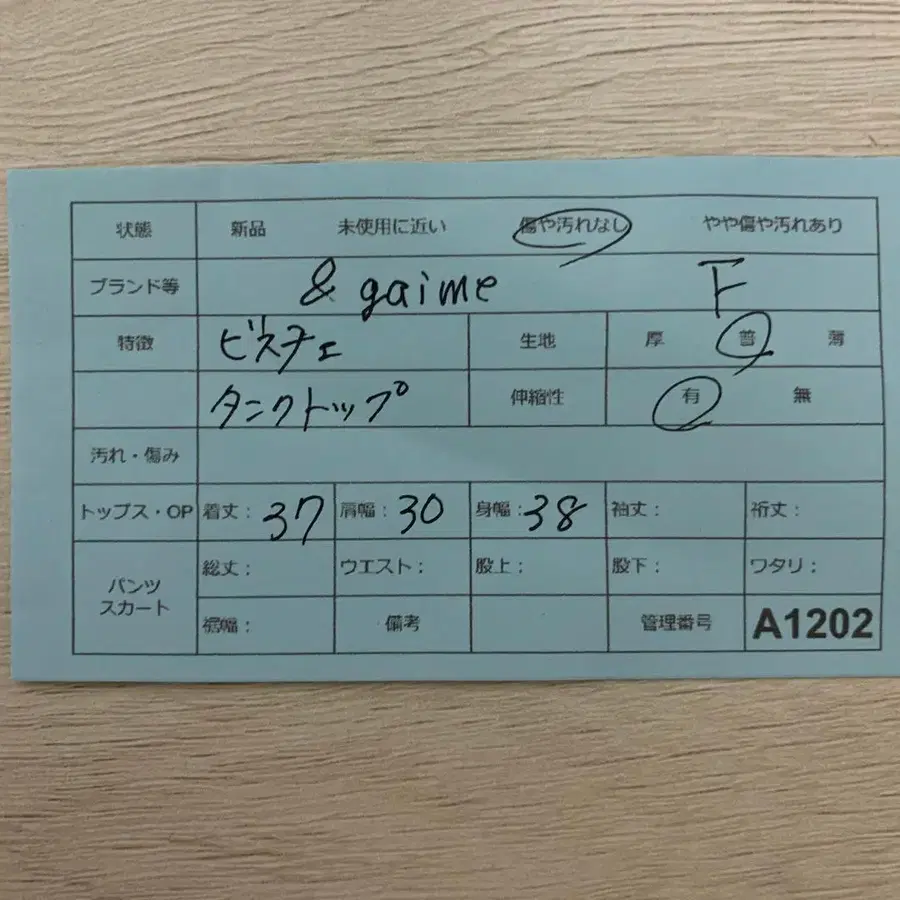 状態 新品 未使用に近い 傷や汚れなし やや傷や汚れあり
ブランド等 & gaime F
特徴 ビスチェ 生地 厚 普 薄
タンクトップ 伸縮性 有 無
汚れ・傷み
トップス・OP 着丈: 37 肩幅: 30 身幅: 38 袖丈: 裄丈:
パンツ スカート 総丈: ウエスト: 股上: 股下: ワタリ:
裾幅: 備考 管理番号 A1202